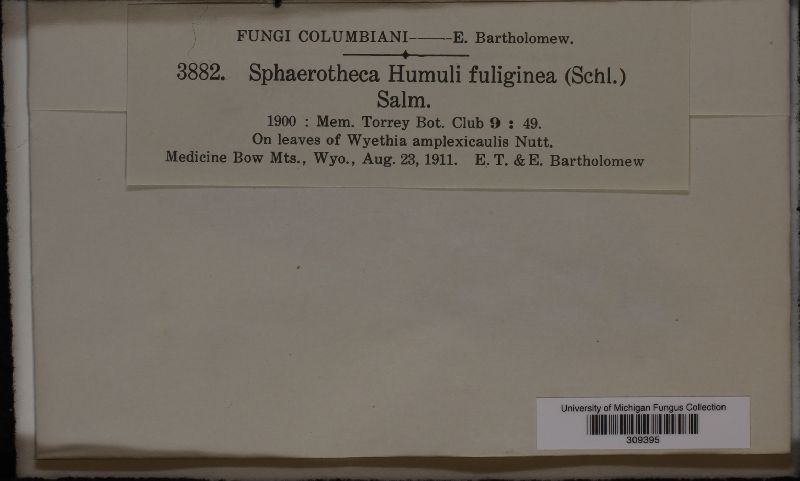 FUNGI COLUMBIANI——E. Bartholomew.
3882. Sphaerotheca Humuli fuliginea (Schl.)
Salm.
1900 : Mem. Torrey Bot. Club 9 : 49.
On leaves of Wyethia amplexicaulis Nutt.
Medicine Bow Mts., Wyo., Aug. 23, 1911. E. T. & E. Bartholomew
University of Michigan Fungus Collection
309395